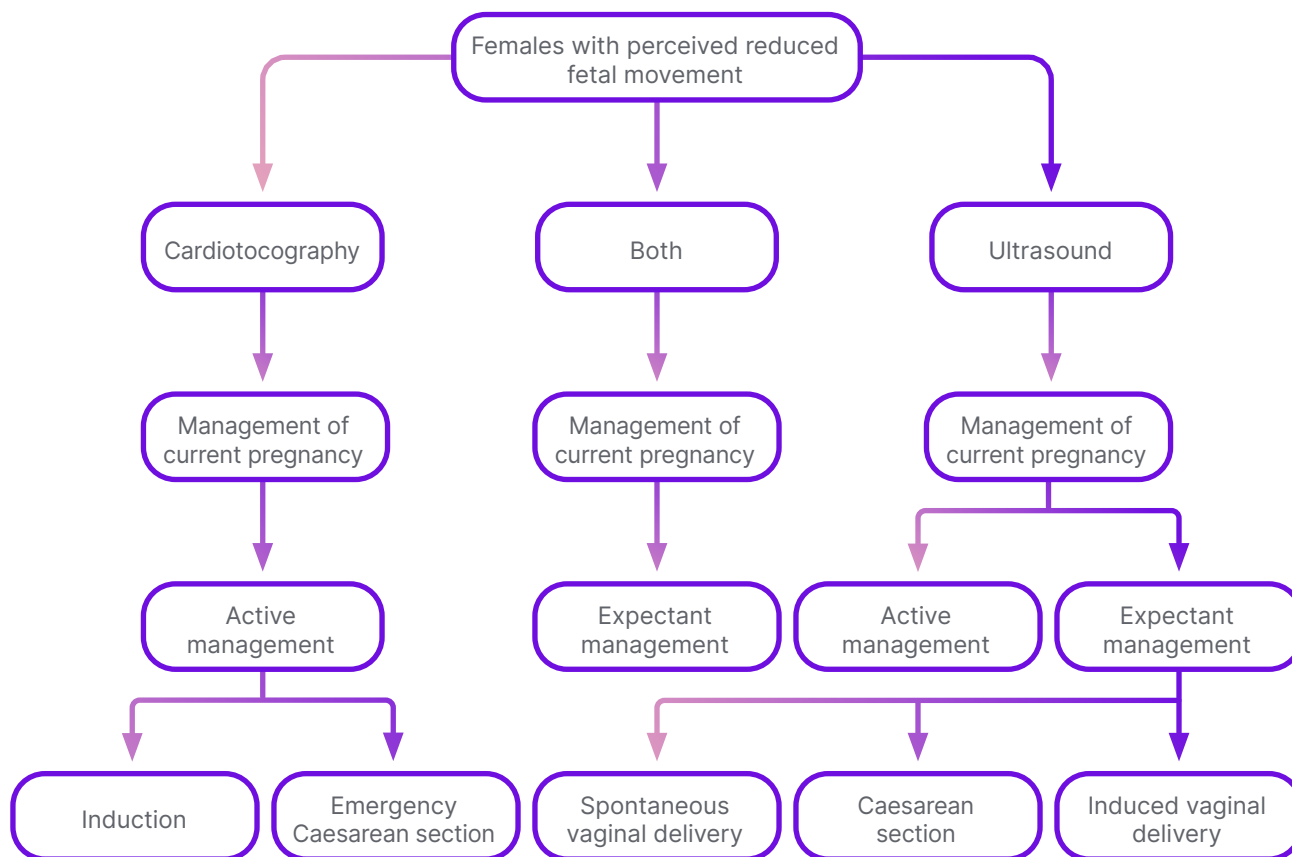 Females with perceived reduced
fetal movement
Cardiotocography
Both
Ultrasound
Management of
current pregnancy
Management of
current pregnancy
Management of
current pregnancy
Active
management
Expectant
management
Active
management
Expectant
management
Induction
Emergency
Caesarean section
Spontaneous
vaginal delivery
Caesarean
section
Induced vaginal
delivery